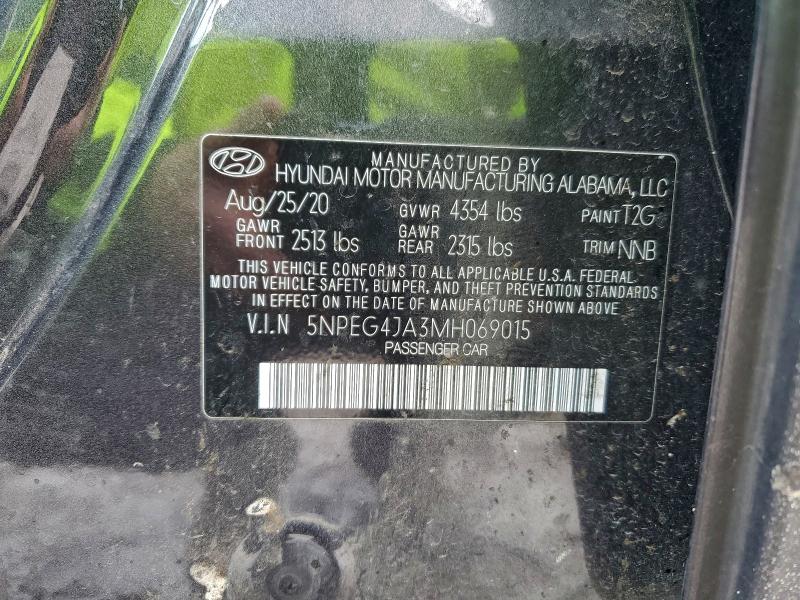 MANUFACTURED BY
HYUNDAI MOTOR MANUFACTURING ALABAMA, LLC
Aug/25/20 GVWR 4354 lbs PAINT T2G
GAWR FRONT 2513 lbs GAWR REAR 2315 lbs TRIM NNB
THIS VEHICLE CONFORMS TO ALL APPLICABLE U.S.A. FEDERAL
MOTOR VEHICLE-SAFETY, BUMPER, AND THEFT PREVENTION STANDARDS
IN EFFECT ON THE DATE OF MANUFACTURE SHOWN ABOVE
V.I.N 5NPEG4JA3MH069015
PASSENGER CAR